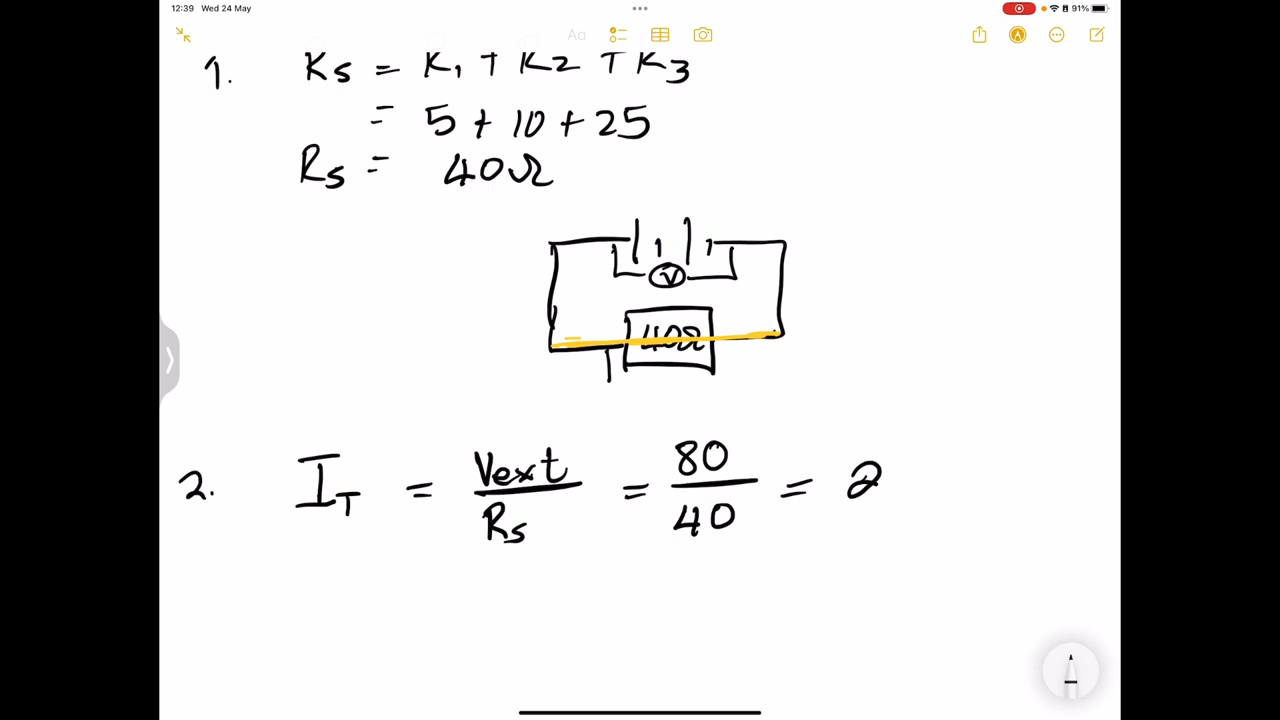 12:39 Wed 24 May
91%
Aa
1. Rs = R1 + R2 + R3
= 5 + 10 + 25
Rs = 40Ω
V
40Ω
2. IT = Vext / Rs = 80 / 40 = 2